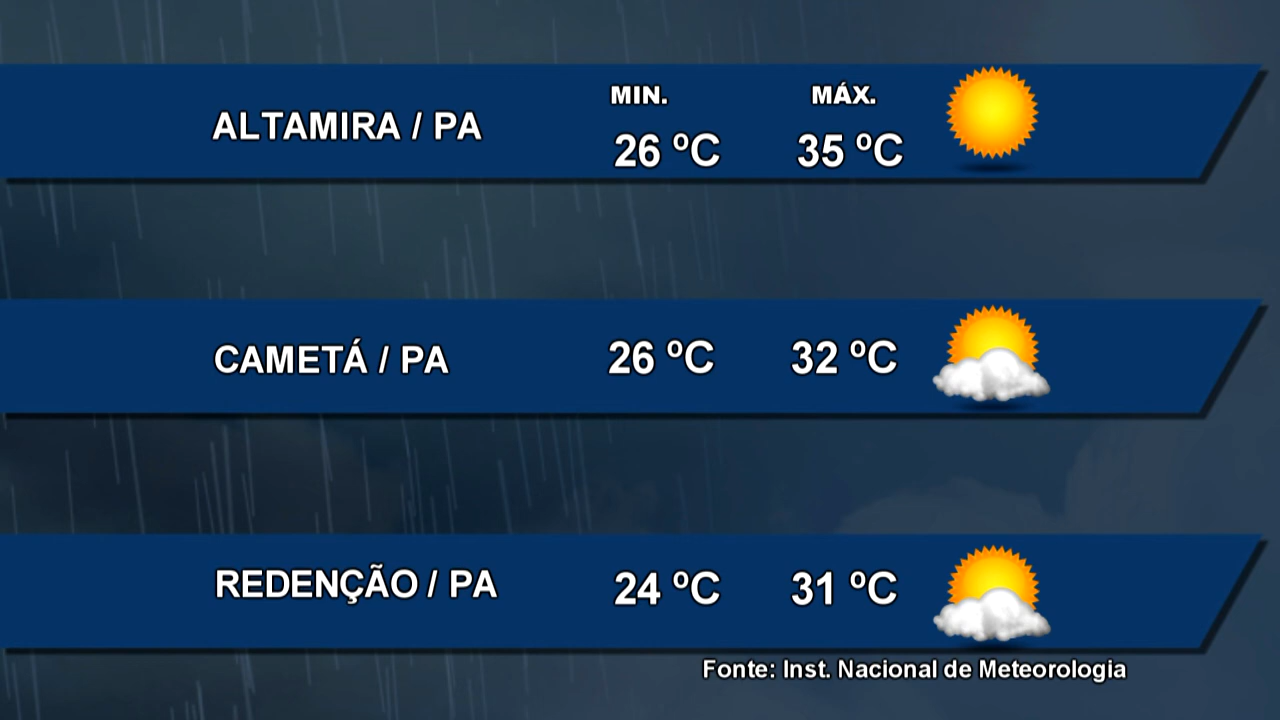 MIN. MÁX.
ALTAMIRA / PA 26 ºC 35 ºC
CAMETÁ / PA 26 ºC 32 ºC
REDENÇÃO / PA 24 ºC 31 ºC
Fonte: Inst. Nacional de Meteorologia